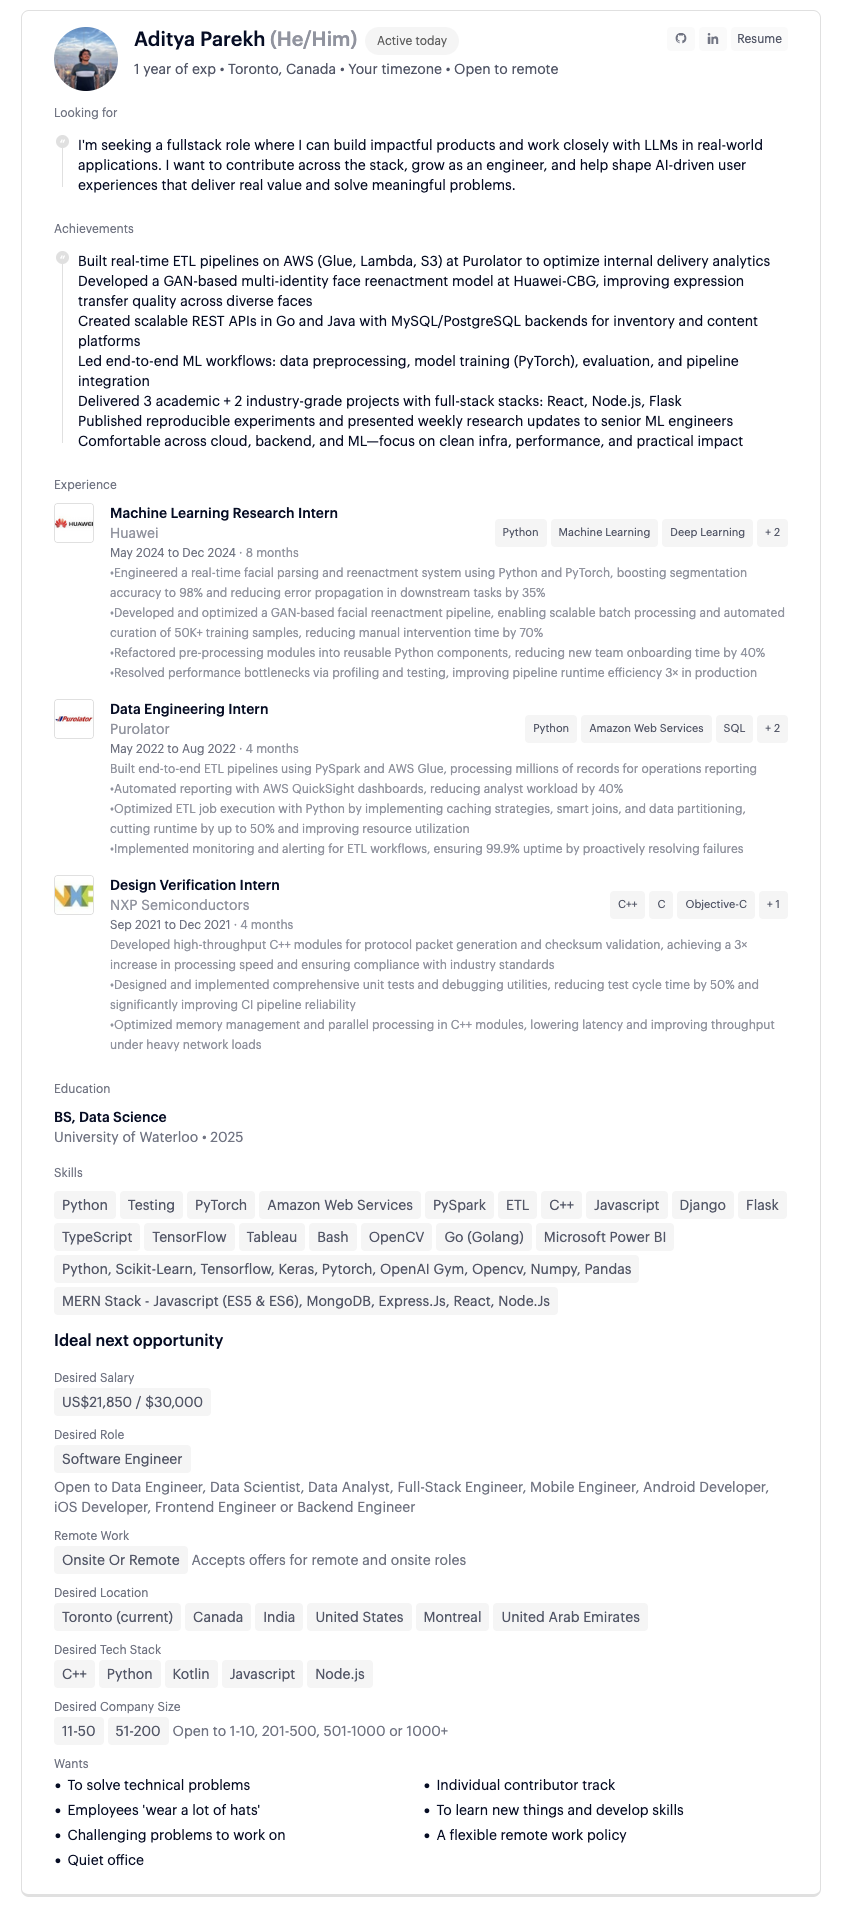 Aditya Parekh (He/Him) Active today
in Resume
1 year of exp • Toronto, Canada • Your timezone • Open to remote
Looking for
I'm seeking a fullstack role where I can build impactful products and work closely with LLMs in real-world
applications. I want to contribute across the stack, grow as an engineer, and help shape AI-driven user
experiences that deliver real value and solve meaningful problems.
Achievements
Built real-time ETL pipelines on AWS (Glue, Lambda, S3) at Purolator to optimize internal delivery analytics
Developed a GAN-based multi-identity face reenactment model at Huawei-CBG, improving expression
transfer quality across diverse faces
Created scalable REST APIs in Go and Java with MySQL/PostgreSQL backends for inventory and content
platforms
Led end-to-end ML workflows: data preprocessing, model training (PyTorch), evaluation, and pipeline
integration
Delivered 3 academic + 2 industry-grade projects with full-stack stacks: React, Node.js, Flask
Published reproducible experiments and presented weekly research updates to senior ML engineers
Comfortable across cloud, backend, and ML—focus on clean infra, performance, and practical impact
Experience
HUAWEI
Machine Learning Research Intern
Huawei
Python Machine Learning Deep Learning + 2
May 2024 to Dec 2024 · 8 months
•Engineered a real-time facial parsing and reenactment system using Python and PyTorch, boosting segmentation
accuracy to 98% and reducing error propagation in downstream tasks by 35%
•Developed and optimized a GAN-based facial reenactment pipeline, enabling scalable batch processing and automated
curation of 50K+ training samples, reducing manual intervention time by 70%
•Refactored pre-processing modules into reusable Python components, reducing new team onboarding time by 40%
•Resolved performance bottlenecks via profiling and testing, improving pipeline runtime efficiency 3× in production
Purolator
Data Engineering Intern
Purolator
Python Amazon Web Services SQL + 2
May 2022 to Aug 2022 · 4 months
Built end-to-end ETL pipelines using PySpark and AWS Glue, processing millions of records for operations reporting
•Automated reporting with AWS QuickSight dashboards, reducing analyst workload by 40%
•Optimized ETL job execution with Python by implementing caching strategies, smart joins, and data partitioning,
cutting runtime by up to 50% and improving resource utilization
•Implemented monitoring and alerting for ETL workflows, ensuring 99.9% uptime by proactively resolving failures
NXP
Design Verification Intern
NXP Semiconductors
C++ C Objective-C + 1
Sep 2021 to Dec 2021 · 4 months
Developed high-throughput C++ modules for protocol packet generation and checksum validation, achieving a 3×
increase in processing speed and ensuring compliance with industry standards
•Designed and implemented comprehensive unit tests and debugging utilities, reducing test cycle time by 50% and
significantly improving CI pipeline reliability
•Optimized memory management and parallel processing in C++ modules, lowering latency and improving throughput
under heavy network loads
Education
BS, Data Science
University of Waterloo • 2025
Skills
Python Testing PyTorch Amazon Web Services PySpark ETL C++ Javascript Django Flask
TypeScript TensorFlow Tableau Bash OpenCV Go (Golang) Microsoft Power BI
Python, Scikit-Learn, Tensorflow, Keras, Pytorch, OpenAI Gym, Opencv, Numpy, Pandas
MERN Stack - Javascript (ES5 & ES6), MongoDB, Express.Js, React, Node.Js
Ideal next opportunity
Desired Salary
US$21,850 / $30,000
Desired Role
Software Engineer
Open to Data Engineer, Data Scientist, Data Analyst, Full-Stack Engineer, Mobile Engineer, Android Developer,
iOS Developer, Frontend Engineer or Backend Engineer
Remote Work
Onsite Or Remote Accepts offers for remote and onsite roles
Desired Location
Toronto (current) Canada India United States Montreal United Arab Emirates
Desired Tech Stack
C++ Python Kotlin Javascript Node.js
Desired Company Size
11-50 51-200 Open to 1-10, 201-500, 501-1000 or 1000+
Wants
• To solve technical problems
• Employees 'wear a lot of hats'
• Challenging problems to work on
• Quiet office
• Individual contributor track
• To learn new things and develop skills
• A flexible remote work policy